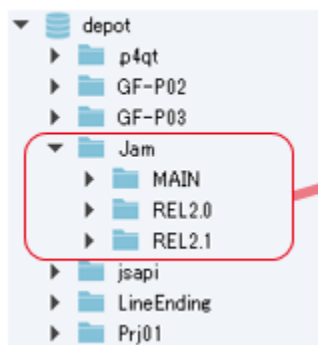 depot
p4qt
GF-P02
GF-P03
Jam
MAIN
REL2.0
REL2.1
jsapi
LineEnding
Prj01